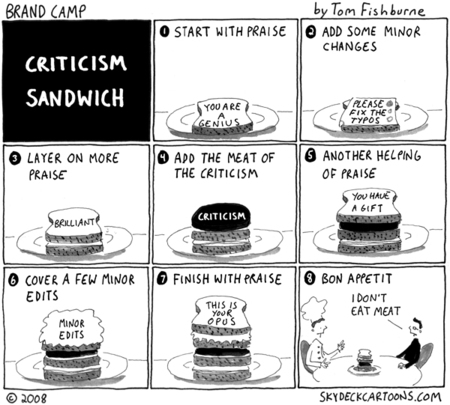 BRAND CAMP
by Tom Fishburne
CRITICISM
SANDWICH
1 START WITH PRAISE
YOU ARE
A
GENIUS
2 ADD SOME MINOR
CHANGES
PLEASE
FIX THE
TYPOS
3 LAYER ON MORE
PRAISE
BRILLIANT
4 ADD THE MEAT OF
THE CRITICISM
CRITICISM
5 ANOTHER HELPING
OF PRAISE
YOU HAVE
A GIFT
6 COVER A FEW MINOR
EDITS
MINOR
EDITS
7 FINISH WITH PRAISE
THIS IS
YOUR
OPUS
8 BON APPETIT
I DON'T
EAT MEAT
© 2008
SKYDECKCARTOONS.COM